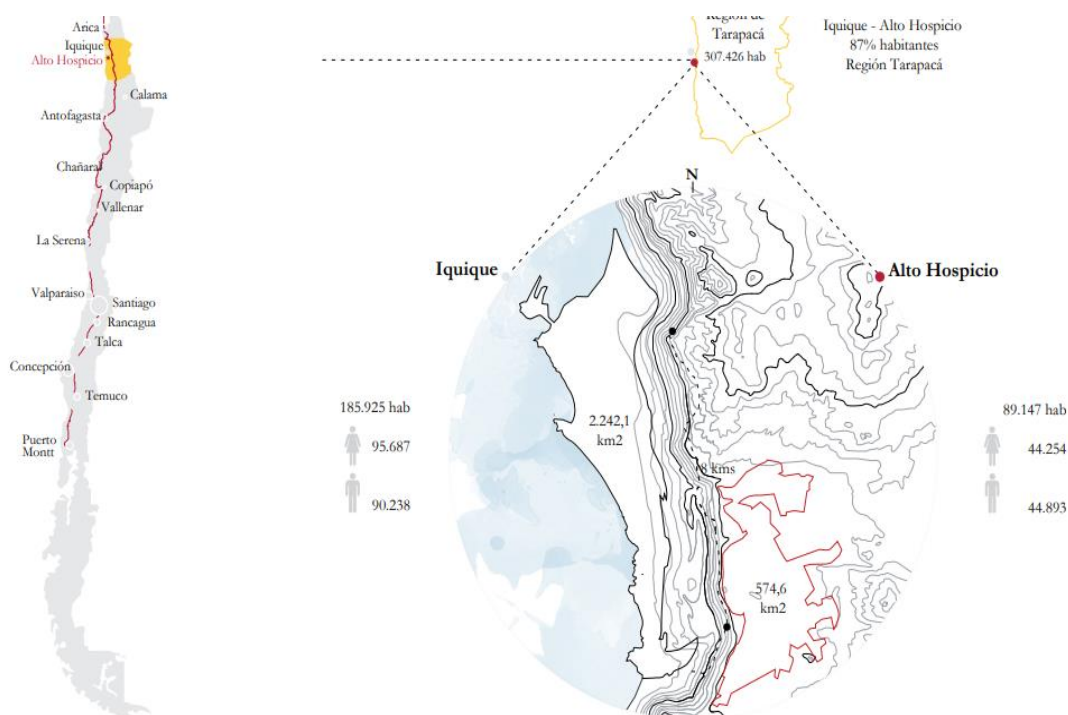 Arica
Iquique
Alto Hospicio
Calama
Antofagasta
Chañaral
Copiapó
Vallenar
La Serena
Valparaiso
Santiago
Rancagua
Talca
Concepción
Temuco
Puerto
Montt
Región de
Tarapacá
307.426 hab
Iquique - Alto Hospicio
87% habitantes
Región Tarapacá
N
Iquique
Alto Hospicio
185.925 hab
95.687
90.238
2.242,1
km2
8 kms
574,6
km2
89.147 hab
44.254
44.893